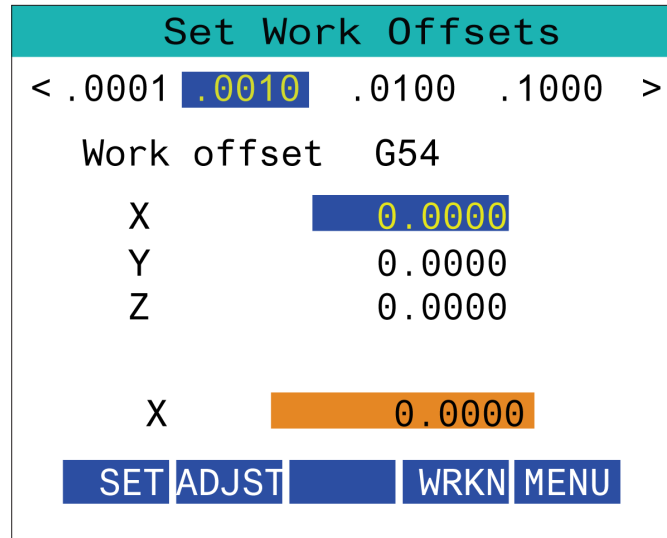 Set Work Offsets
< .0001 .0010 .0100 .1000 >
Work offset G54
X 0.0000
Y 0.0000
Z 0.0000
X 0.0000
SET ADJST WRKN MENU